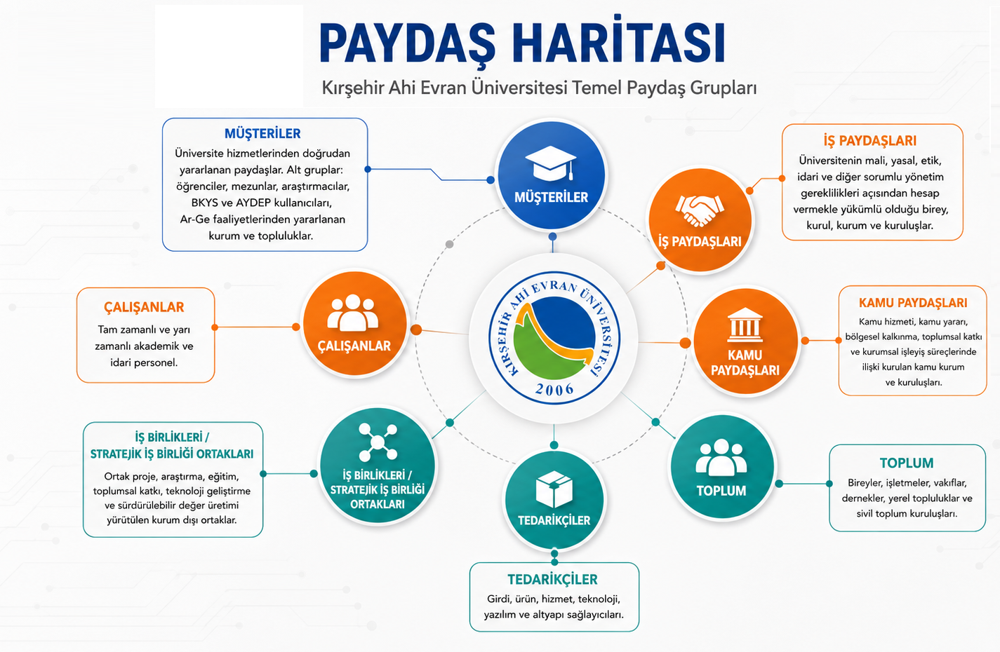 PAYDAŞ HARİTASI
Kırşehir Ahi Evran Üniversitesi Temel Paydaş Grupları
MÜŞTERİLER
Üniversite hizmetlerinden doğrudan
yararlanan paydaşlar. Alt gruplar:
öğrenciler, mezunlar, araştırmacılar,
BKYS ve AYDEP kullanıcıları,
Ar-Ge faaliyetlerinden yararlanan
kurum ve topluluklar.
MÜŞTERİLER
İŞ PAYDAŞLARI
İŞ PAYDAŞLARI
Üniversitenin mali, yasal, etik,
idari ve diğer sorumlu yönetim
gereklilikleri açısından hesap
vermekle yükümlü olduğu birey,
kurul, kurum ve kuruluşlar.
ÇALIŞANLAR
Tam zamanlı ve yarı
zamanlı akademik ve
idari personel.
ÇALIŞANLAR
KIRŞEHİR AHİ EVRAN ÜNİVERSİTESİ
2006
KAMU
PAYDAŞLARI
KAMU PAYDAŞLARI
Kamu hizmeti, kamu yararı,
bölgesel kalkınma, toplumsal katkı
ve kurumsal işleyiş süreçlerinde
ilişki kurulan kamu kurum
ve kuruluşları.
İŞ BİRLİKLERİ /
STRATEJİK İŞ BİRLİĞİ ORTAKLARI
Ortak proje, araştırma, eğitim,
toplumsal katkı, teknoloji geliştirme
ve sürdürülebilir değer üretimi
yürütülen kurum dışı ortaklar.
İŞ BİRLİKLERİ /
STRATEJİK İŞ BİRLİĞİ
ORTAKLARI
TEDARİKÇİLER
TOPLUM
TOPLUM
Bireyler, işletmeler, vakıflar,
dernekler, yerel topluluklar ve
sivil toplum kuruluşları.
TEDARİKÇİLER
Girdi, ürün, hizmet, teknoloji,
yazılım ve altyapı sağlayıcıları.